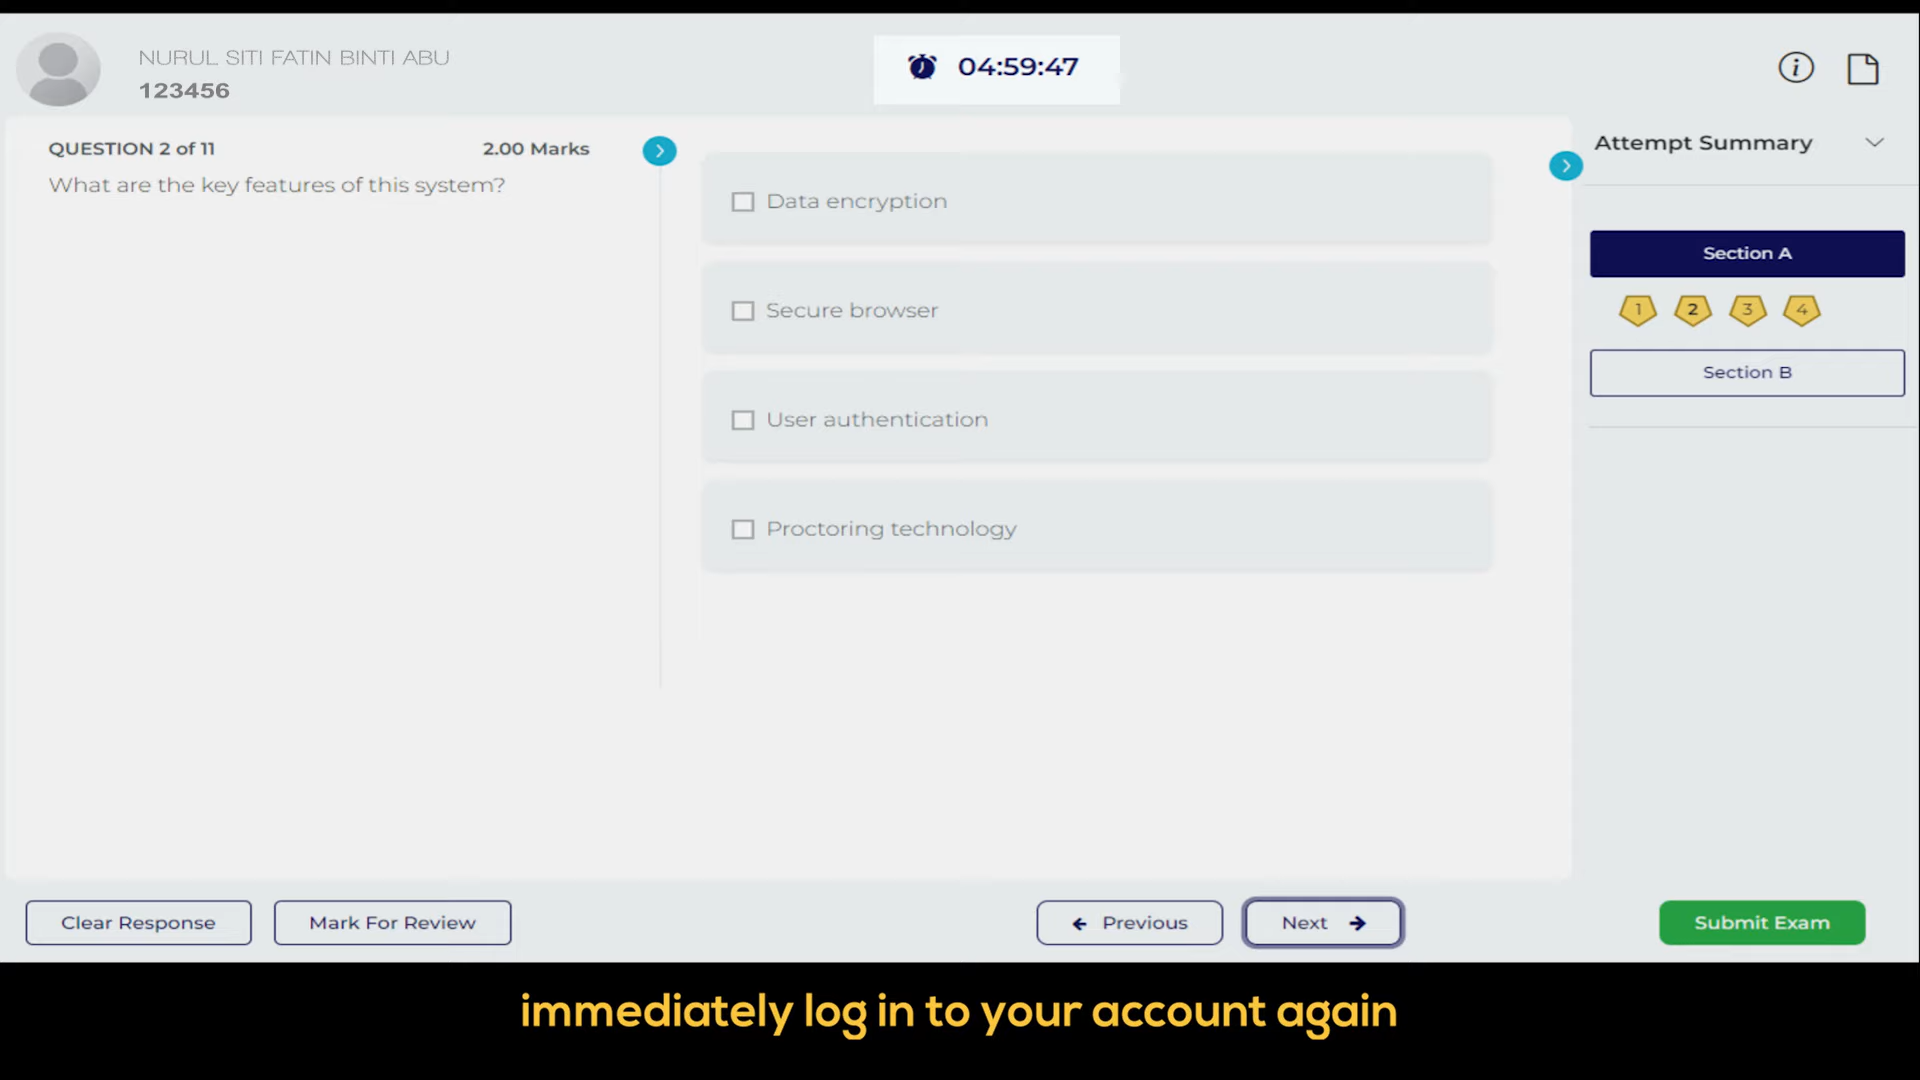 NURUL SITI FATIN BINTI ABU
123456
04:59:47
QUESTION 2 of 11 2.00 Marks
What are the key features of this system?
Data encryption
Secure browser
User authentication
Proctoring technology
Attempt Summary
Section A
1 2 3 4
Section B
Clear Response
Mark For Review
Previous
Next
Submit Exam
immediately log in to your account again